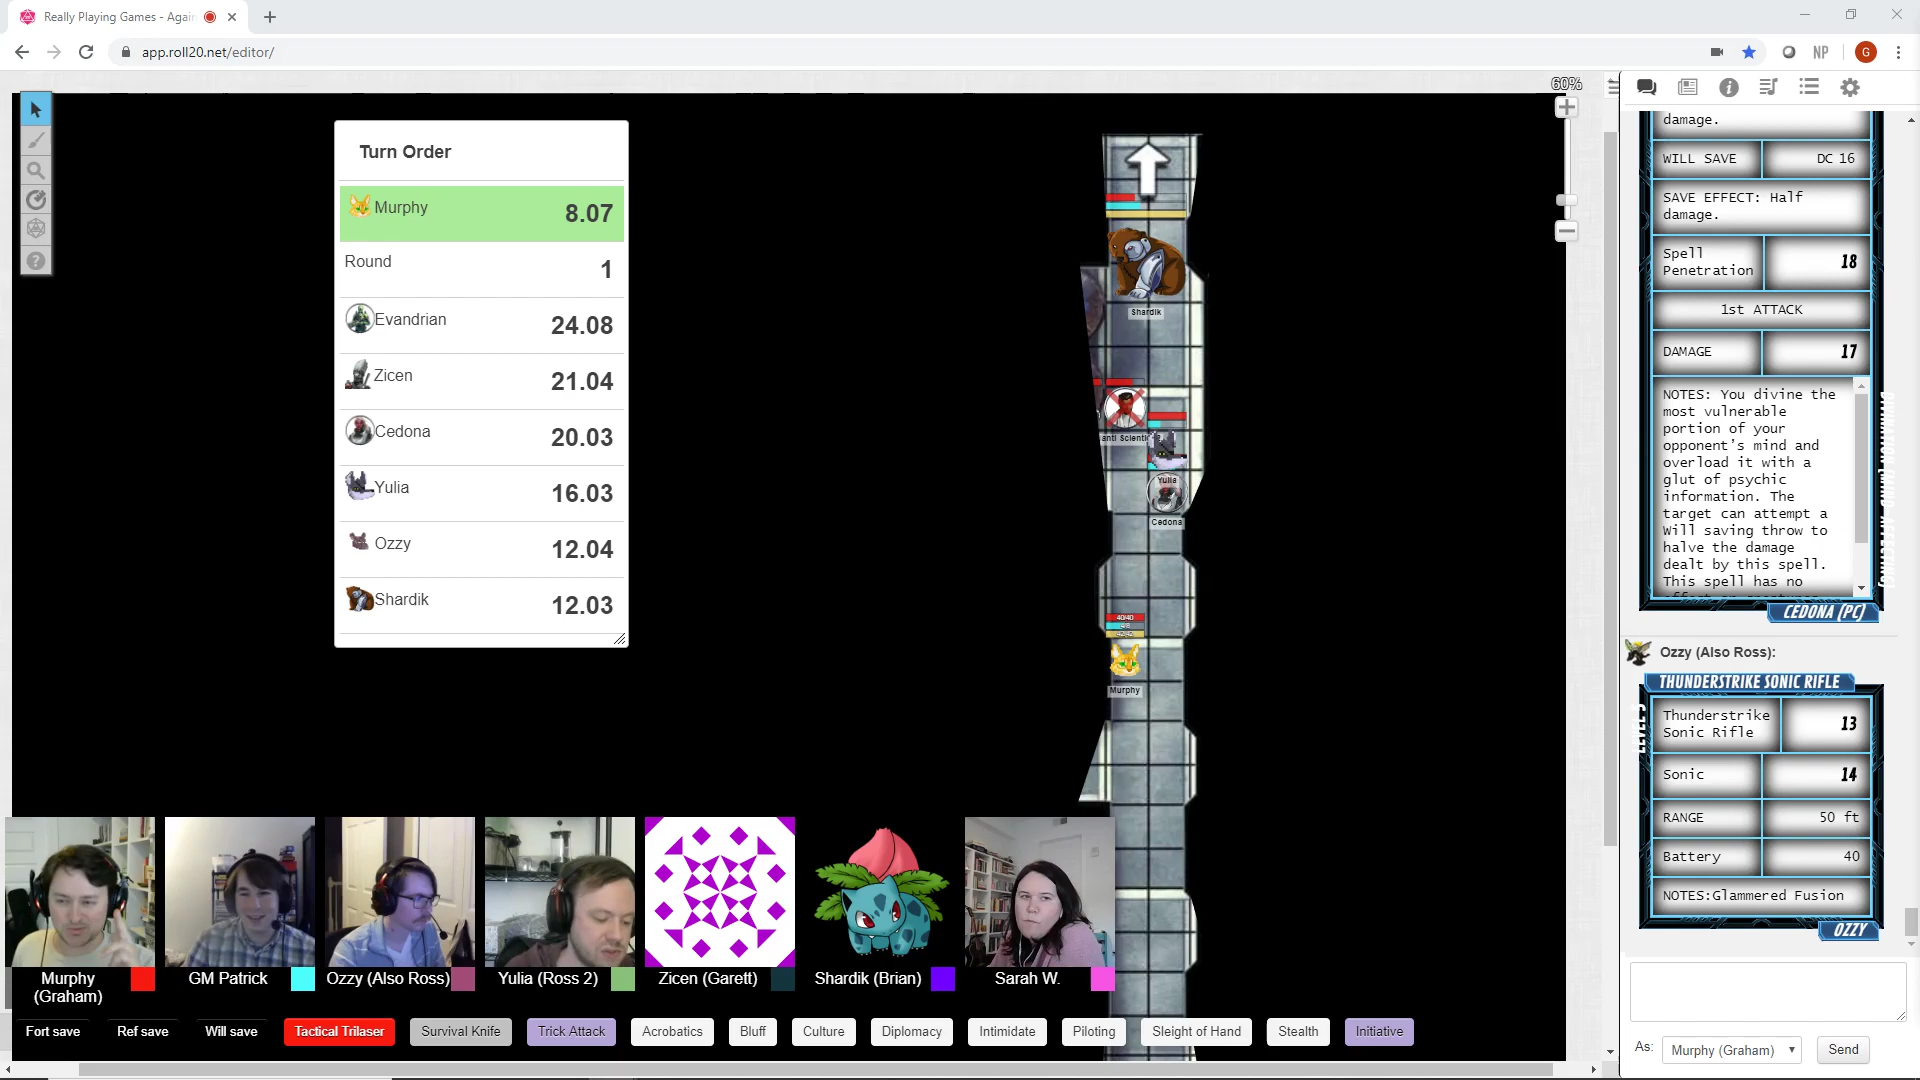 Really Playing Games - Again
app.roll20.net/editor/
NP
G
60%
Turn Order
Murphy 8.07
Round 1
Evandrian 24.08
Zicen 21.04
Cedona 20.03
Yulia 16.03
Ozzy 12.04
Shardik 12.03
Shardik
anti Scienti
Yulia
Cedona
40/40
Murphy
damage.
WILL SAVE DC 16
SAVE EFFECT: Half
damage.
Spell
Penetration 18
1st ATTACK
DAMAGE 17
NOTES: You divine the
most vulnerable
portion of your
opponent's mind and
overload it with a
glut of psychic
information. The
target can attempt a
Will saving throw to
halve the damage
dealt by this spell.
This spell has no
CEDONA (PC)
Ozzy (Also Ross):
THUNDERSTRIKE SONIC RIFLE
LEVEL 5
Thunderstrike
Sonic Rifle 13
Sonic 14
RANGE 50 ft
Battery 40
NOTES:Glammered Fusion
OZZY
Murphy
(Graham)
GM Patrick
Ozzy (Also Ross)
Yulia (Ross 2)
Zicen (Garett)
Shardik (Brian)
Sarah W.
Fort save
Ref save
Will save
Tactical Trilaser
Survival Knife
Trick Attack
Acrobatics
Bluff
Culture
Diplomacy
Intimidate
Piloting
Sleight of Hand
Stealth
Initiative
As: Murphy (Graham) Send